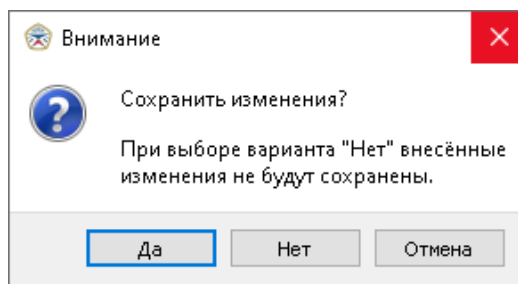 Внимание
Сохранить изменения?
При выборе варианта "Нет" внесённые
изменения не будут сохранены.
Да
Нет
Отмена